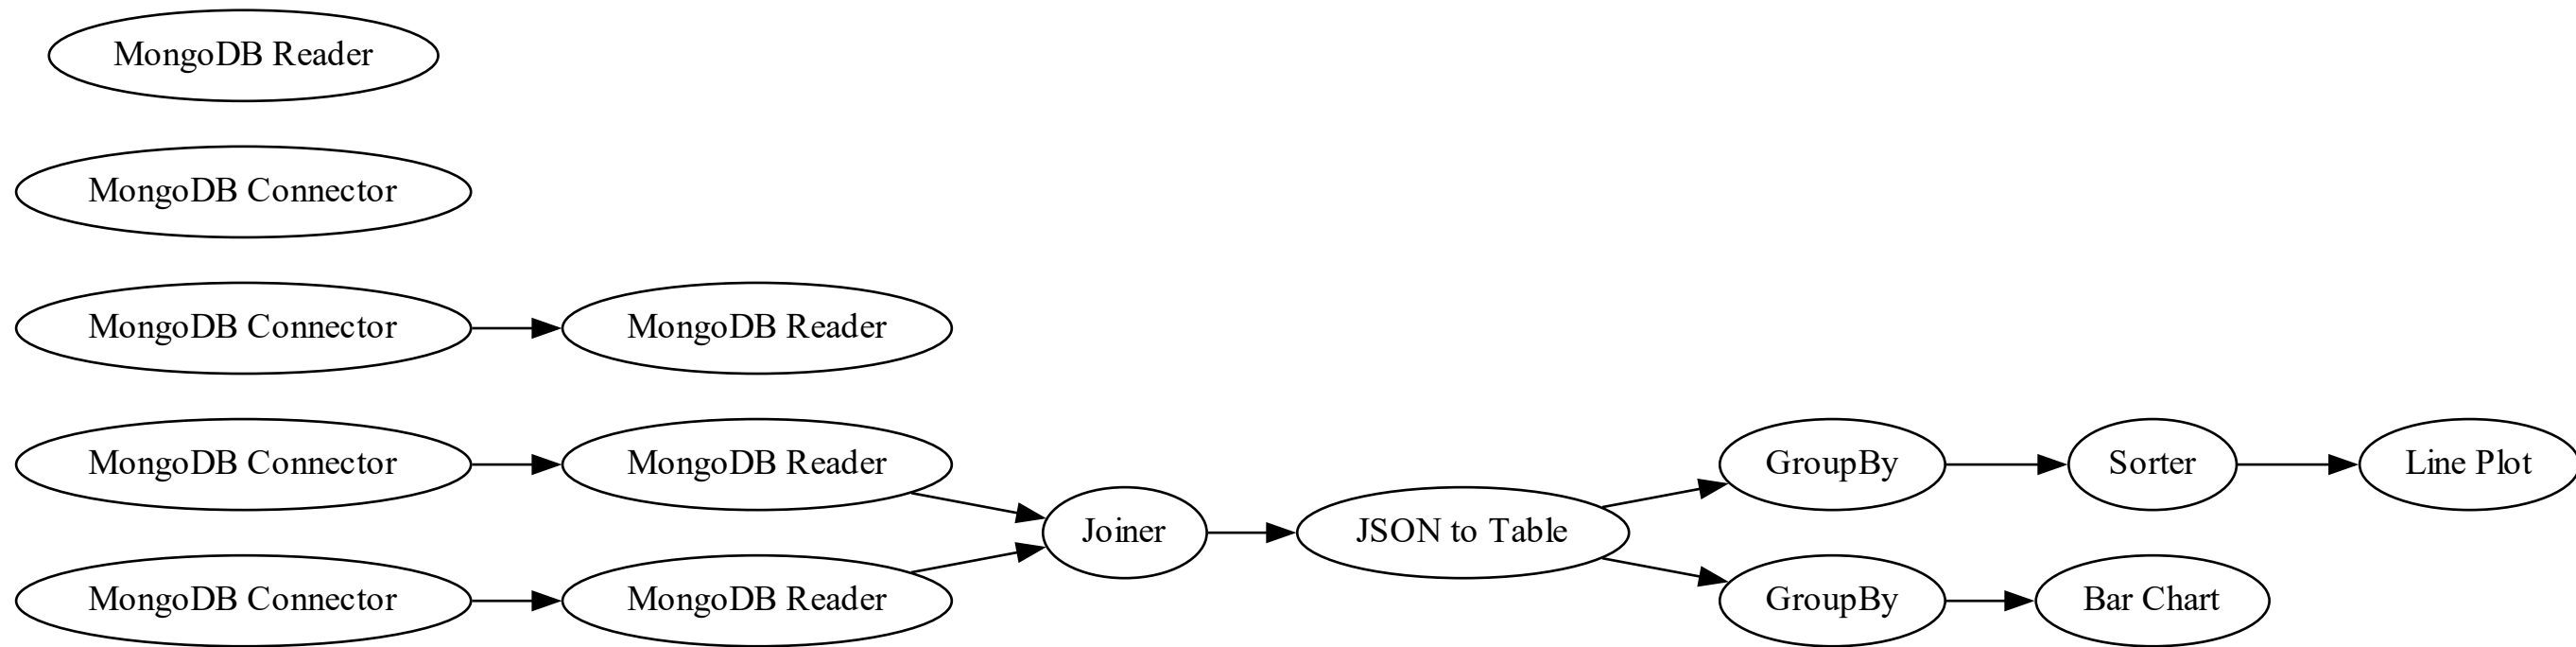 MongoDB Reader
MongoDB Connector
MongoDB Connector
MongoDB Reader
MongoDB Connector
MongoDB Reader
GroupBy
Sorter
Line Plot
Joiner
JSON to Table
MongoDB Connector
MongoDB Reader
GroupBy
Bar Chart